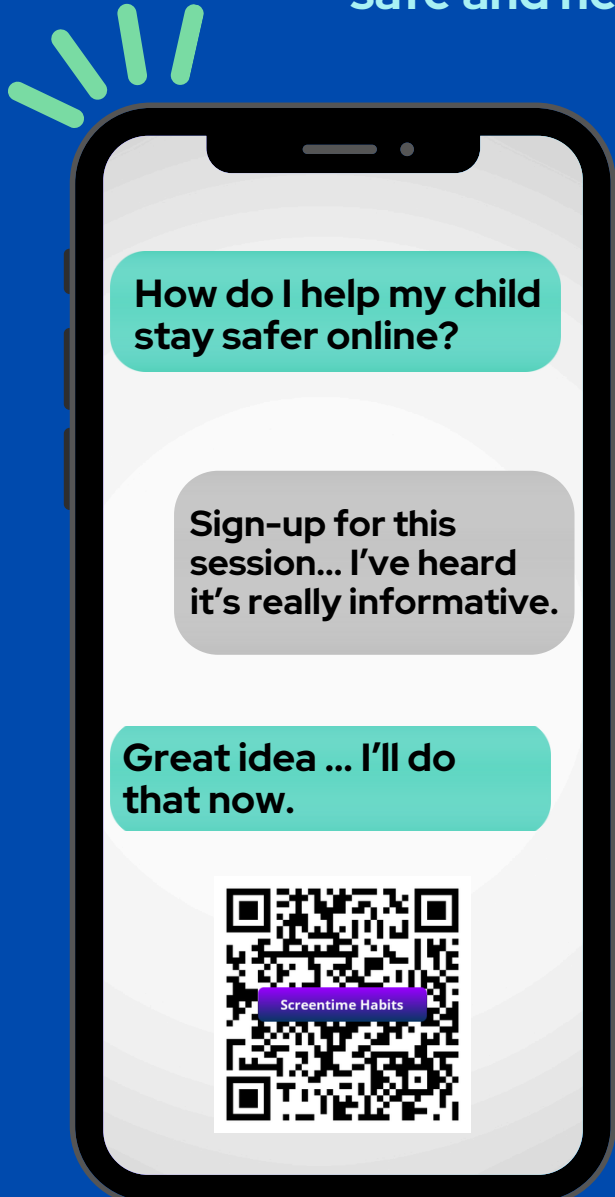 How do I help my child
stay safer online?
Sign-up for this
session... I've heard
it's really informative.
Great idea ... I'll do
that now.
Screentime Habits